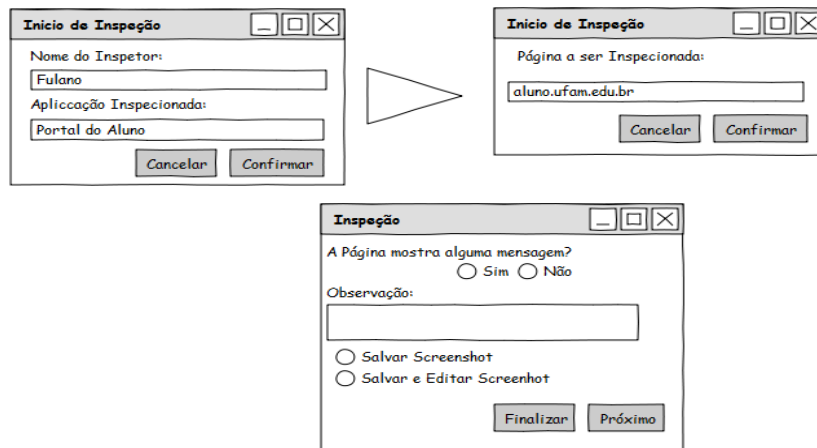 Inicio de Inspeção
Nome do Inspetor:
Fulano
Apliccação Inspecionada:
Portal do Aluno
Cancelar Confirmar
Inicio de Inspeção
Página a ser Inspecionada:
aluno.ufam.edu.br
Cancelar Confirmar
Inspeção
A Página mostra alguma mensagem?
Sim Não
Observação:
Salvar Screenshot
Salvar e Editar Screenhot
Finalizar Próximo